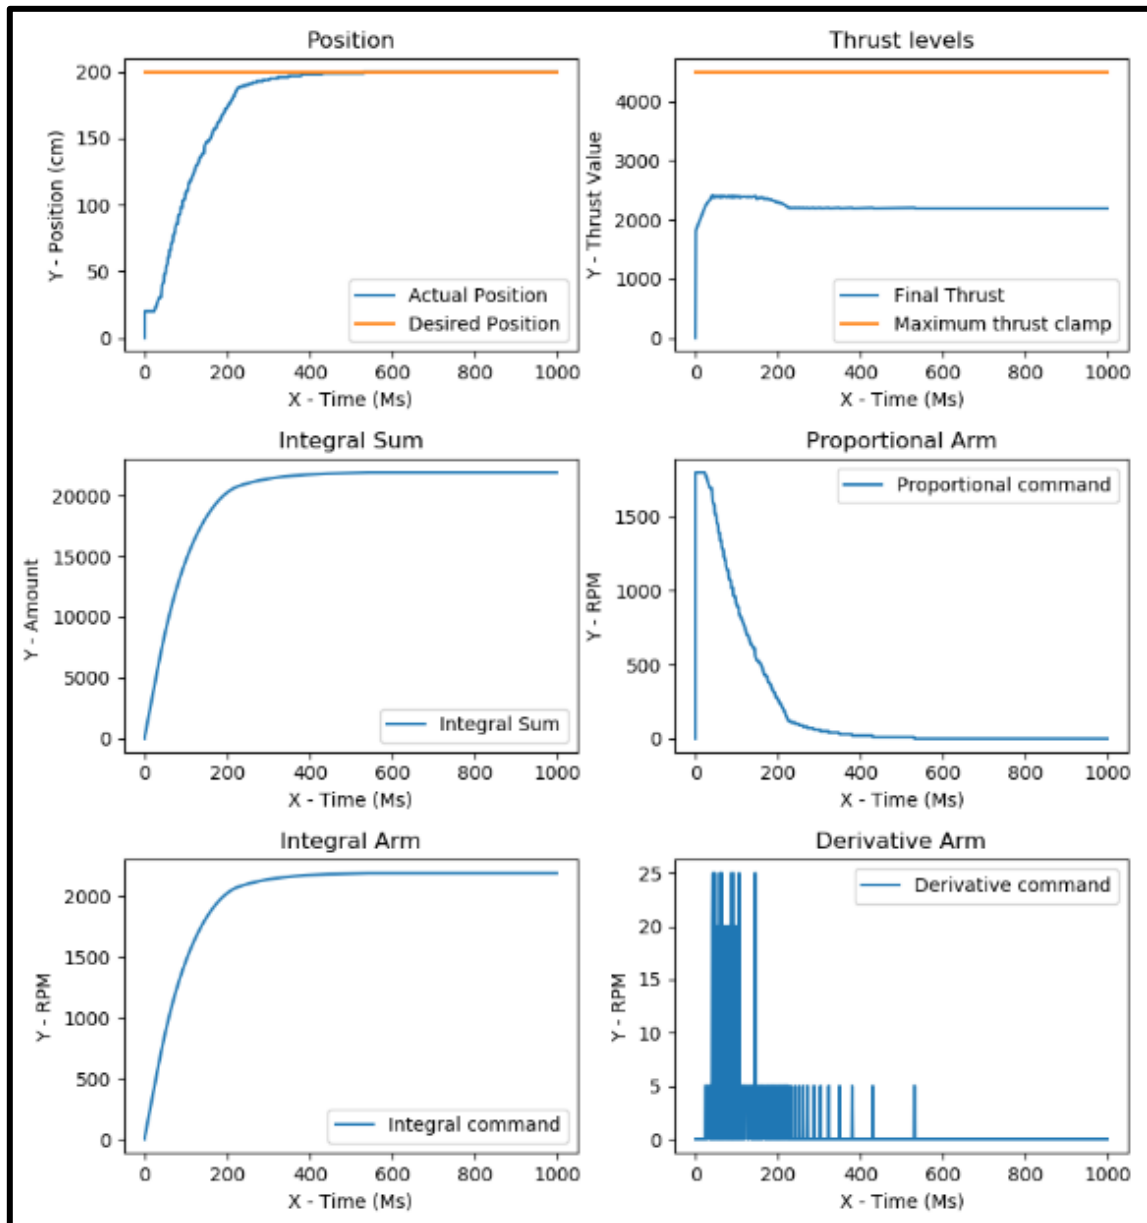 Position
200
150
100
50
0
Y - Position (cm)
Actual Position
Desired Position
0 200 400 600 800 1000
X - Time (Ms)
Thrust levels
4000
3000
2000
1000
0
Y - Thrust Value
Final Thrust
Maximum thrust clamp
0 200 400 600 800 1000
X - Time (Ms)
Integral Sum
20000
15000
10000
5000
0
Y - Amount
Integral Sum
0 200 400 600 800 1000
X - Time (Ms)
Proportional Arm
1500
1000
500
0
Y - RPM
Proportional command
0 200 400 600 800 1000
X - Time (Ms)
Integral Arm
2000
1500
1000
500
0
Y - RPM
Integral command
0 200 400 600 800 1000
X - Time (Ms)
Derivative Arm
25
20
15
10
5
0
Y - RPM
Derivative command
0 200 400 600 800 1000
X - Time (Ms)